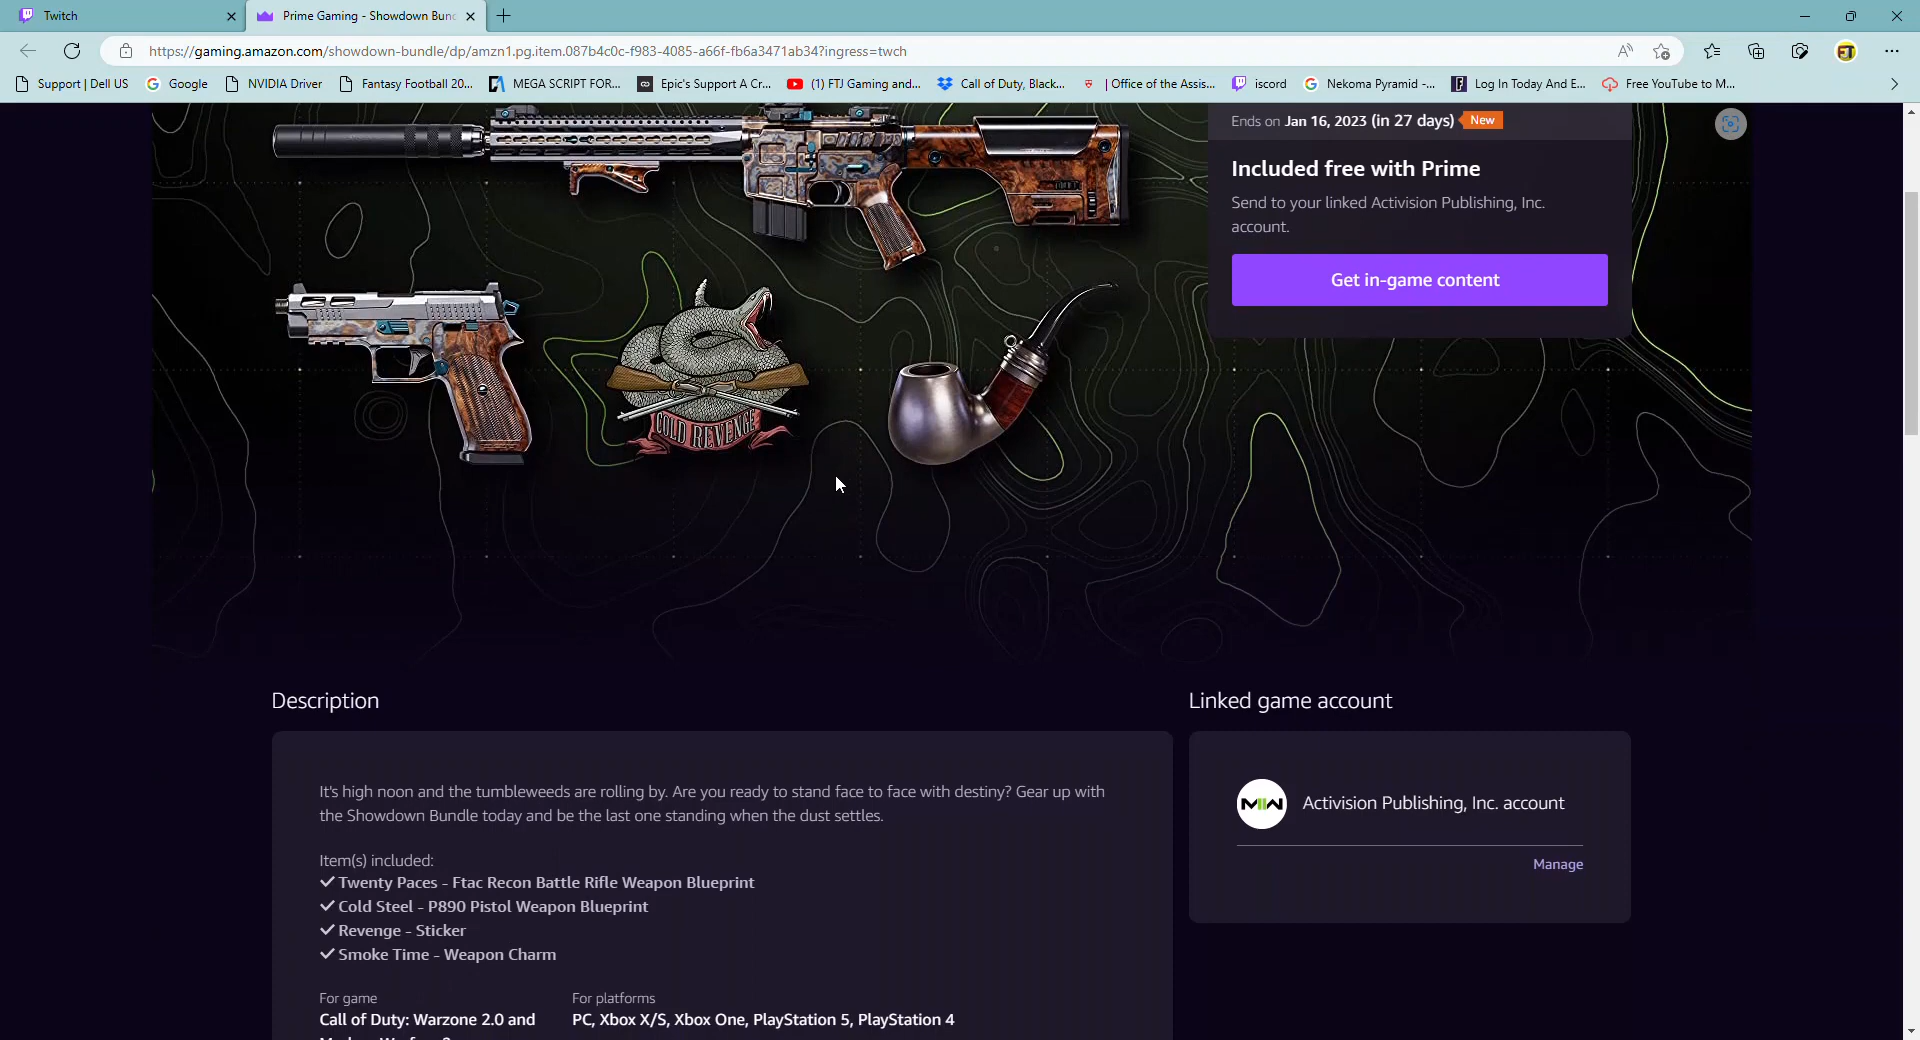 Twitch
Prime Gaming - Showdown Bun
https://gaming.amazon.com/showdown-bundle/dp/amzn1.pg.item.087b4c0c-f983-4085-a66f-fb6a3471ab34?ingress=twch
Support | Dell US
Google
NVIDIA Driver
Fantasy Football 20...
MEGA SCRIPT FOR...
Epic's Support A Cr...
(1) FTJ Gaming and...
Call of Duty, Black...
| Office of the Assis...
iscord
Nekoma Pyramid -...
Log In Today And E...
Free YouTube to M...
Ends on Jan 16, 2023 (in 27 days) New
Included free with Prime
Send to your linked Activision Publishing, Inc.
account.
Get in-game content
COLD REVENGE
Description
It's high noon and the tumbleweeds are rolling by. Are you ready to stand face to face with destiny? Gear up with
the Showdown Bundle today and be the last one standing when the dust settles.
Item(s) included:
✓ Twenty Paces - Ftac Recon Battle Rifle Weapon Blueprint
✓ Cold Steel - P890 Pistol Weapon Blueprint
✓ Revenge - Sticker
✓ Smoke Time - Weapon Charm
For game
Call of Duty: Warzone 2.0 and
For platforms
PC, Xbox X/S, Xbox One, PlayStation 5, PlayStation 4
Linked game account
MW
Activision Publishing, Inc. account
Manage